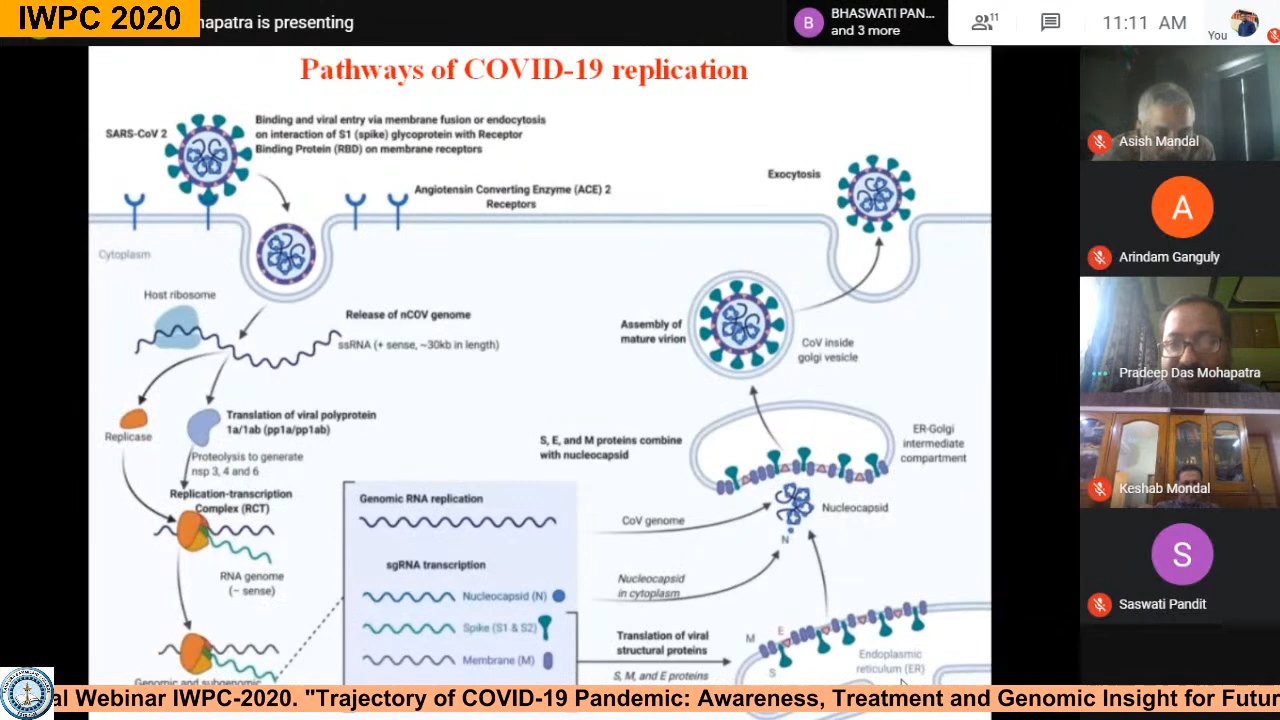 IWPC 2020
hapatra is presenting
BHASWATI PAN...
and 3 more
B
11
11:11 AM
You
Pathways of COVID-19 replication
SARS-CoV 2
Binding and viral entry via membrane fusion or endocytosis
on interaction of S1 (spike) glycoprotein with Receptor
Binding Protein (RBD) on membrane receptors
Angiotensin Converting Enzyme (ACE) 2
Receptors
Exocytosis
Cytoplasm
Host ribosome
Release of nCOV genome
ssRNA (+ sense, ~30kb in length)
Assembly of
mature virion
CoV inside
golgi vesicle
Replicase
Translation of viral polyprotein
1a/1ab (pp1a/pp1ab)
Proteolysis to generate
nsp 3, 4 and 6
S, E, and M proteins combine
with nucleocapsid
ER-Golgi
intermediate
compartment
Replication-transcription
Complex (RCT)
Genomic RNA replication
CoV genome
Nucleocapsid
N
RNA genome
(- sense)
sgRNA transcription
Nucleocapsid (N)
Nucleocapsid
in cytoplasm
Spike (S1 & S2)
Membrane (M)
Translation of viral
structural proteins
S, M, and E proteins
M
E
S
Endoplasmic
reticulum (ER)
Genomic and subgenomic
Asish Mandal
A
Arindam Ganguly
Pradeep Das Mohapatra
Keshab Mondal
S
Saswati Pandit
al Webinar IWPC-2020. "Trajectory of COVID-19 Pandemic: Awareness, Treatment and Genomic Insight for Futur